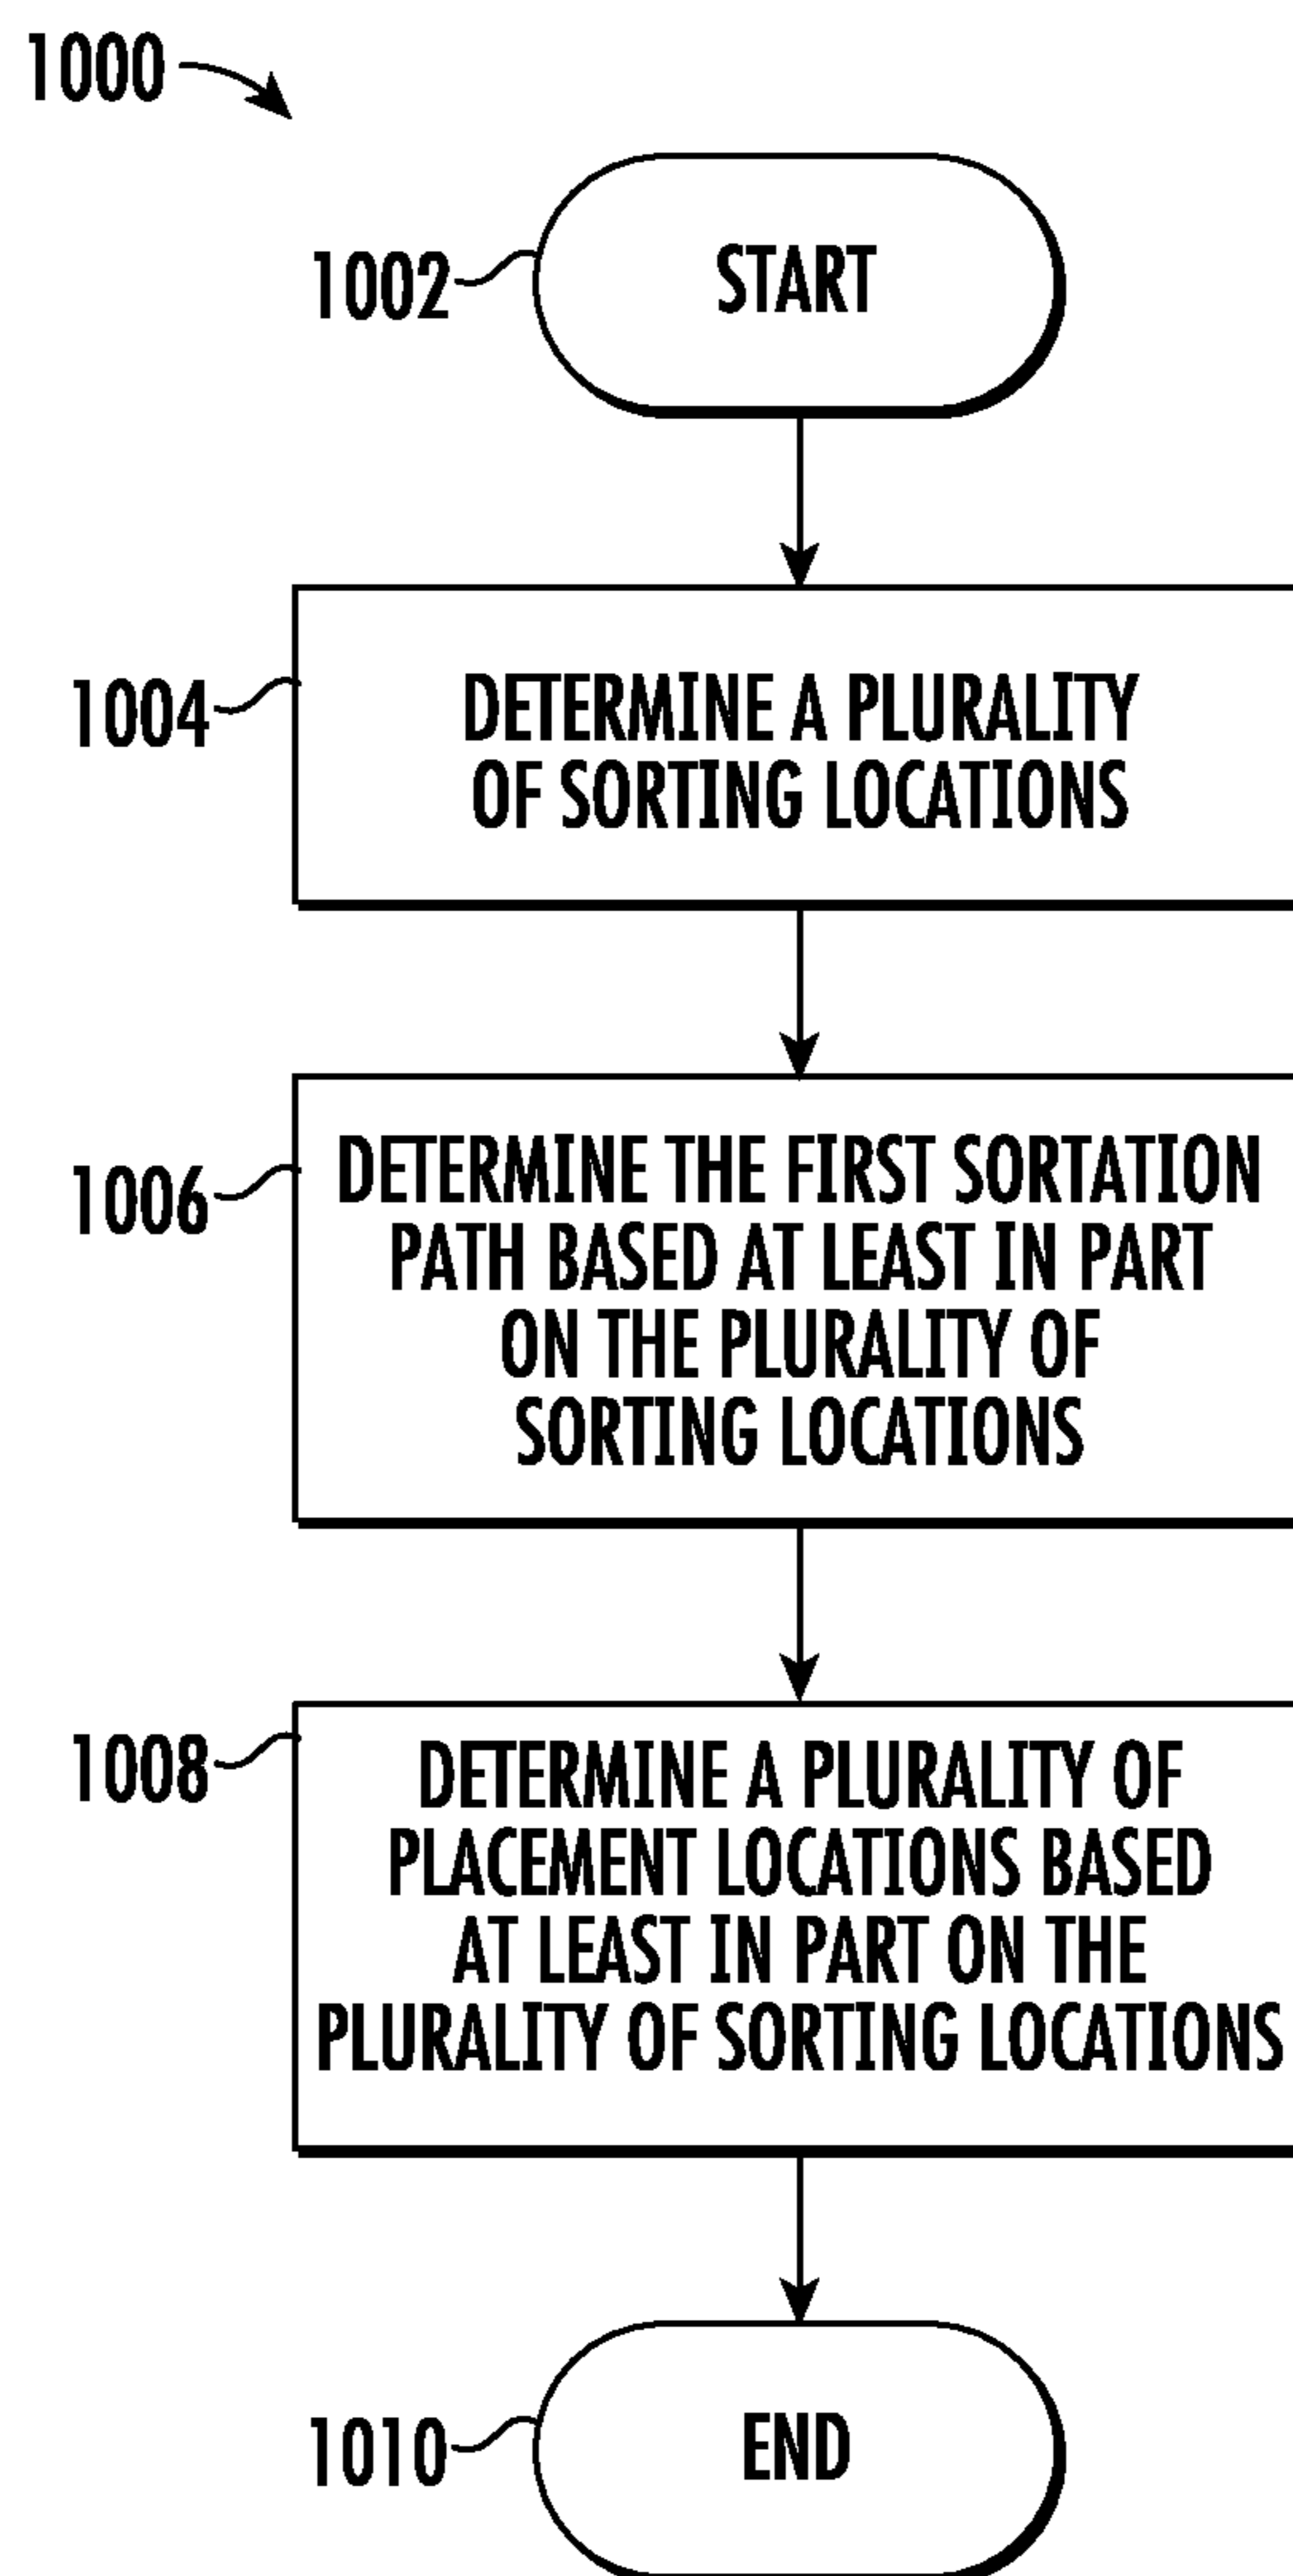 1000
1002
START
1004
DETERMINE A PLURALITY
OF SORTING LOCATIONS
1006
DETERMINE THE FIRST SORTATION
PATH BASED AT LEAST IN PART
ON THE PLURALITY OF
SORTING LOCATIONS
1008
DETERMINE A PLURALITY OF
PLACEMENT LOCATIONS BASED
AT LEAST IN PART ON THE
PLURALITY OF SORTING LOCATIONS
1010
END